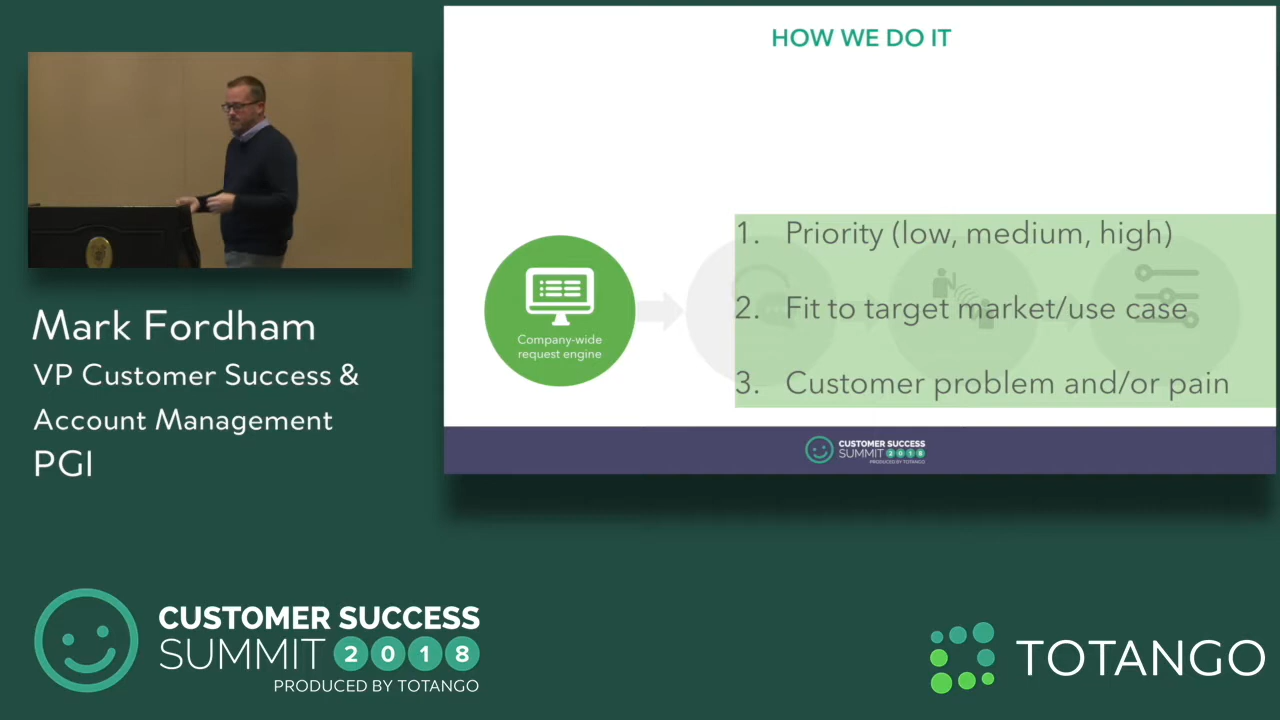 HOW WE DO IT
Company-wide
request engine
1. Priority (low, medium, high)
2. Fit to target market/use case
3. Customer problem and/or pain
CUSTOMER SUCCESS
SUMMIT 2018
PRODUCED BY TOTANGO
Mark Fordham
VP Customer Success &
Account Management
PGI
CUSTOMER SUCCESS
SUMMIT 2018
PRODUCED BY TOTANGO
TOTANGO